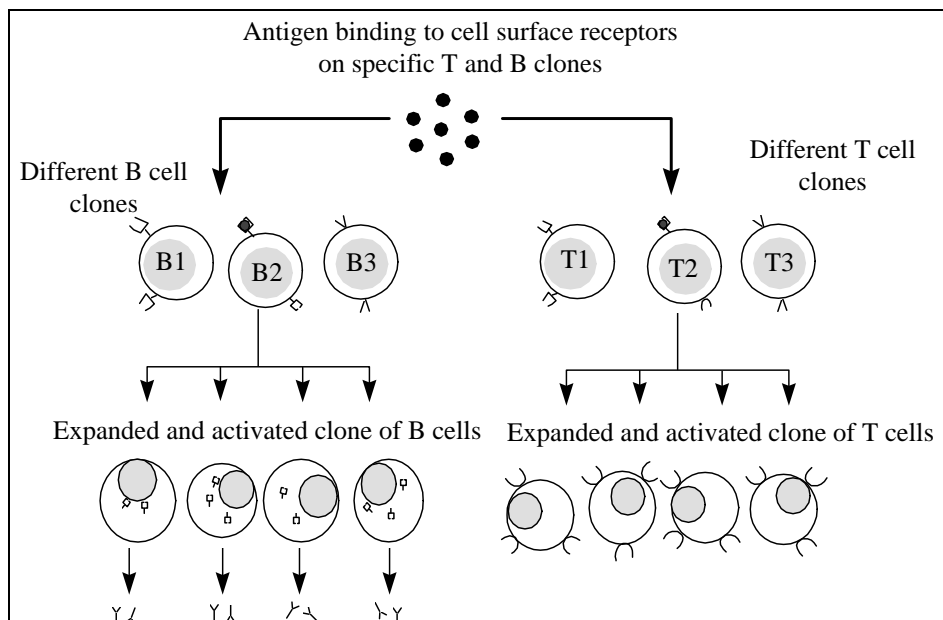 Antigen binding to cell surface receptors
on specific T and B clones
Different B cell
clones
Different T cell
clones
B1
B2
B3
T1
T2
T3
Expanded and activated clone of B cells
Expanded and activated clone of T cells